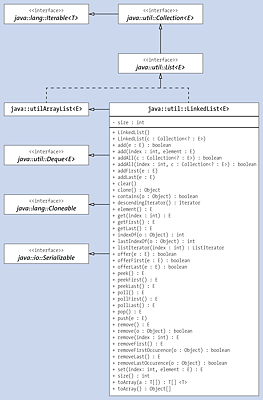 <<interface>>
java::lang::Iterable<T>
<<interface>>
java::util::Collection<E>
<<interface>>
java::util::List<E>
java::utilArrayList<E>
<<interface>>
java::util::Deque<E>
<<interface>>
java::lang::Cloneable
<<interface>>
java::io::Serializable
java::util::LinkedList<E>
- size : int
+ LinkedList()
+ LinkedList(c : Collection<? : E>)
+ add(e : E) : boolean
+ add(index : int, element : E)
+ addAll(c : Collection<? : E>) : boolean
+ addAll(index : int, c : Collection<? : E>) : boolean
+ addFirst(e : E)
+ addLast(e : E)
+ clear()
+ clone() : Object
+ contains(o : Object) : boolean
+ descendingIterator() : Iterator
+ element() : E
+ get(index : int) : E
+ getFirst() : E
+ getLast() : E
+ indexOf(o : Object) : int
+ lastIndexOf(o : Object) : int
+ listIterator(index : int) : ListIterator
+ offer(e : E) : boolean
+ offerFirst(e : E) : boolean
+ offerLast(e : E) : boolean
+ peek() : E
+ peekFirst() : E
+ peekLast() : E
+ poll() : E
+ pollFirst() : E
+ pollLast() : E
+ pop() : E
+ push(e : E)
+ remove() : E
+ remove(o : Object) : boolean
+ remove(index : int) : E
+ removeFirst() : E
+ removeFirstOccurence(o : Object) : boolean
+ removeLast() : E
+ removeLastOccurence(o : Object) : boolean
+ set(index : int, element : E) : E
+ size() : int
+ toArray(a : T[]) : T[] <T>
+ toArray() : Object[]